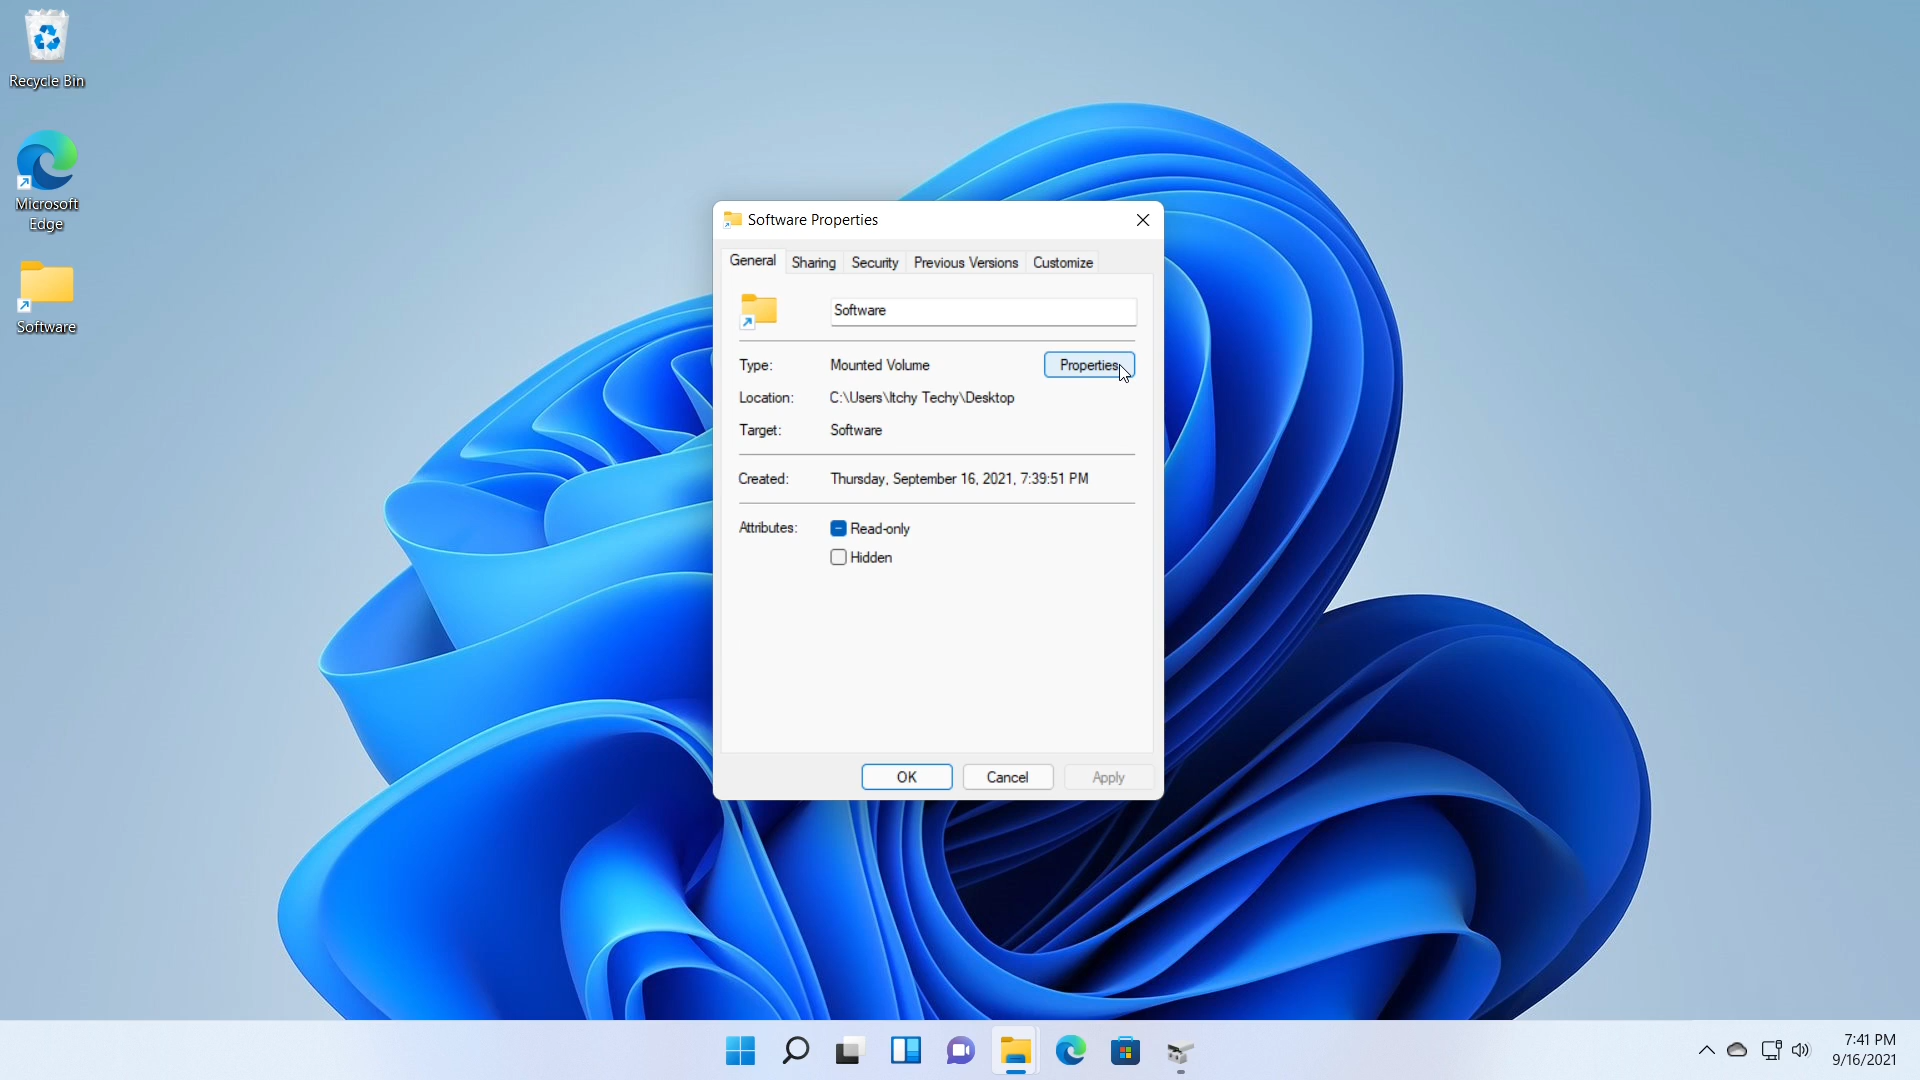 Recycle Bin
Microsoft
Edge
Software
Software Properties
General Sharing Security Previous Versions Customize
Software
Type: Mounted Volume Properties
Location: C:\Users\Itchy Techy\Desktop
Target: Software
Created: Thursday, September 16, 2021, 7:39:51 PM
Attributes: Read-only
Hidden
OK Cancel Apply
7:41 PM
9/16/2021